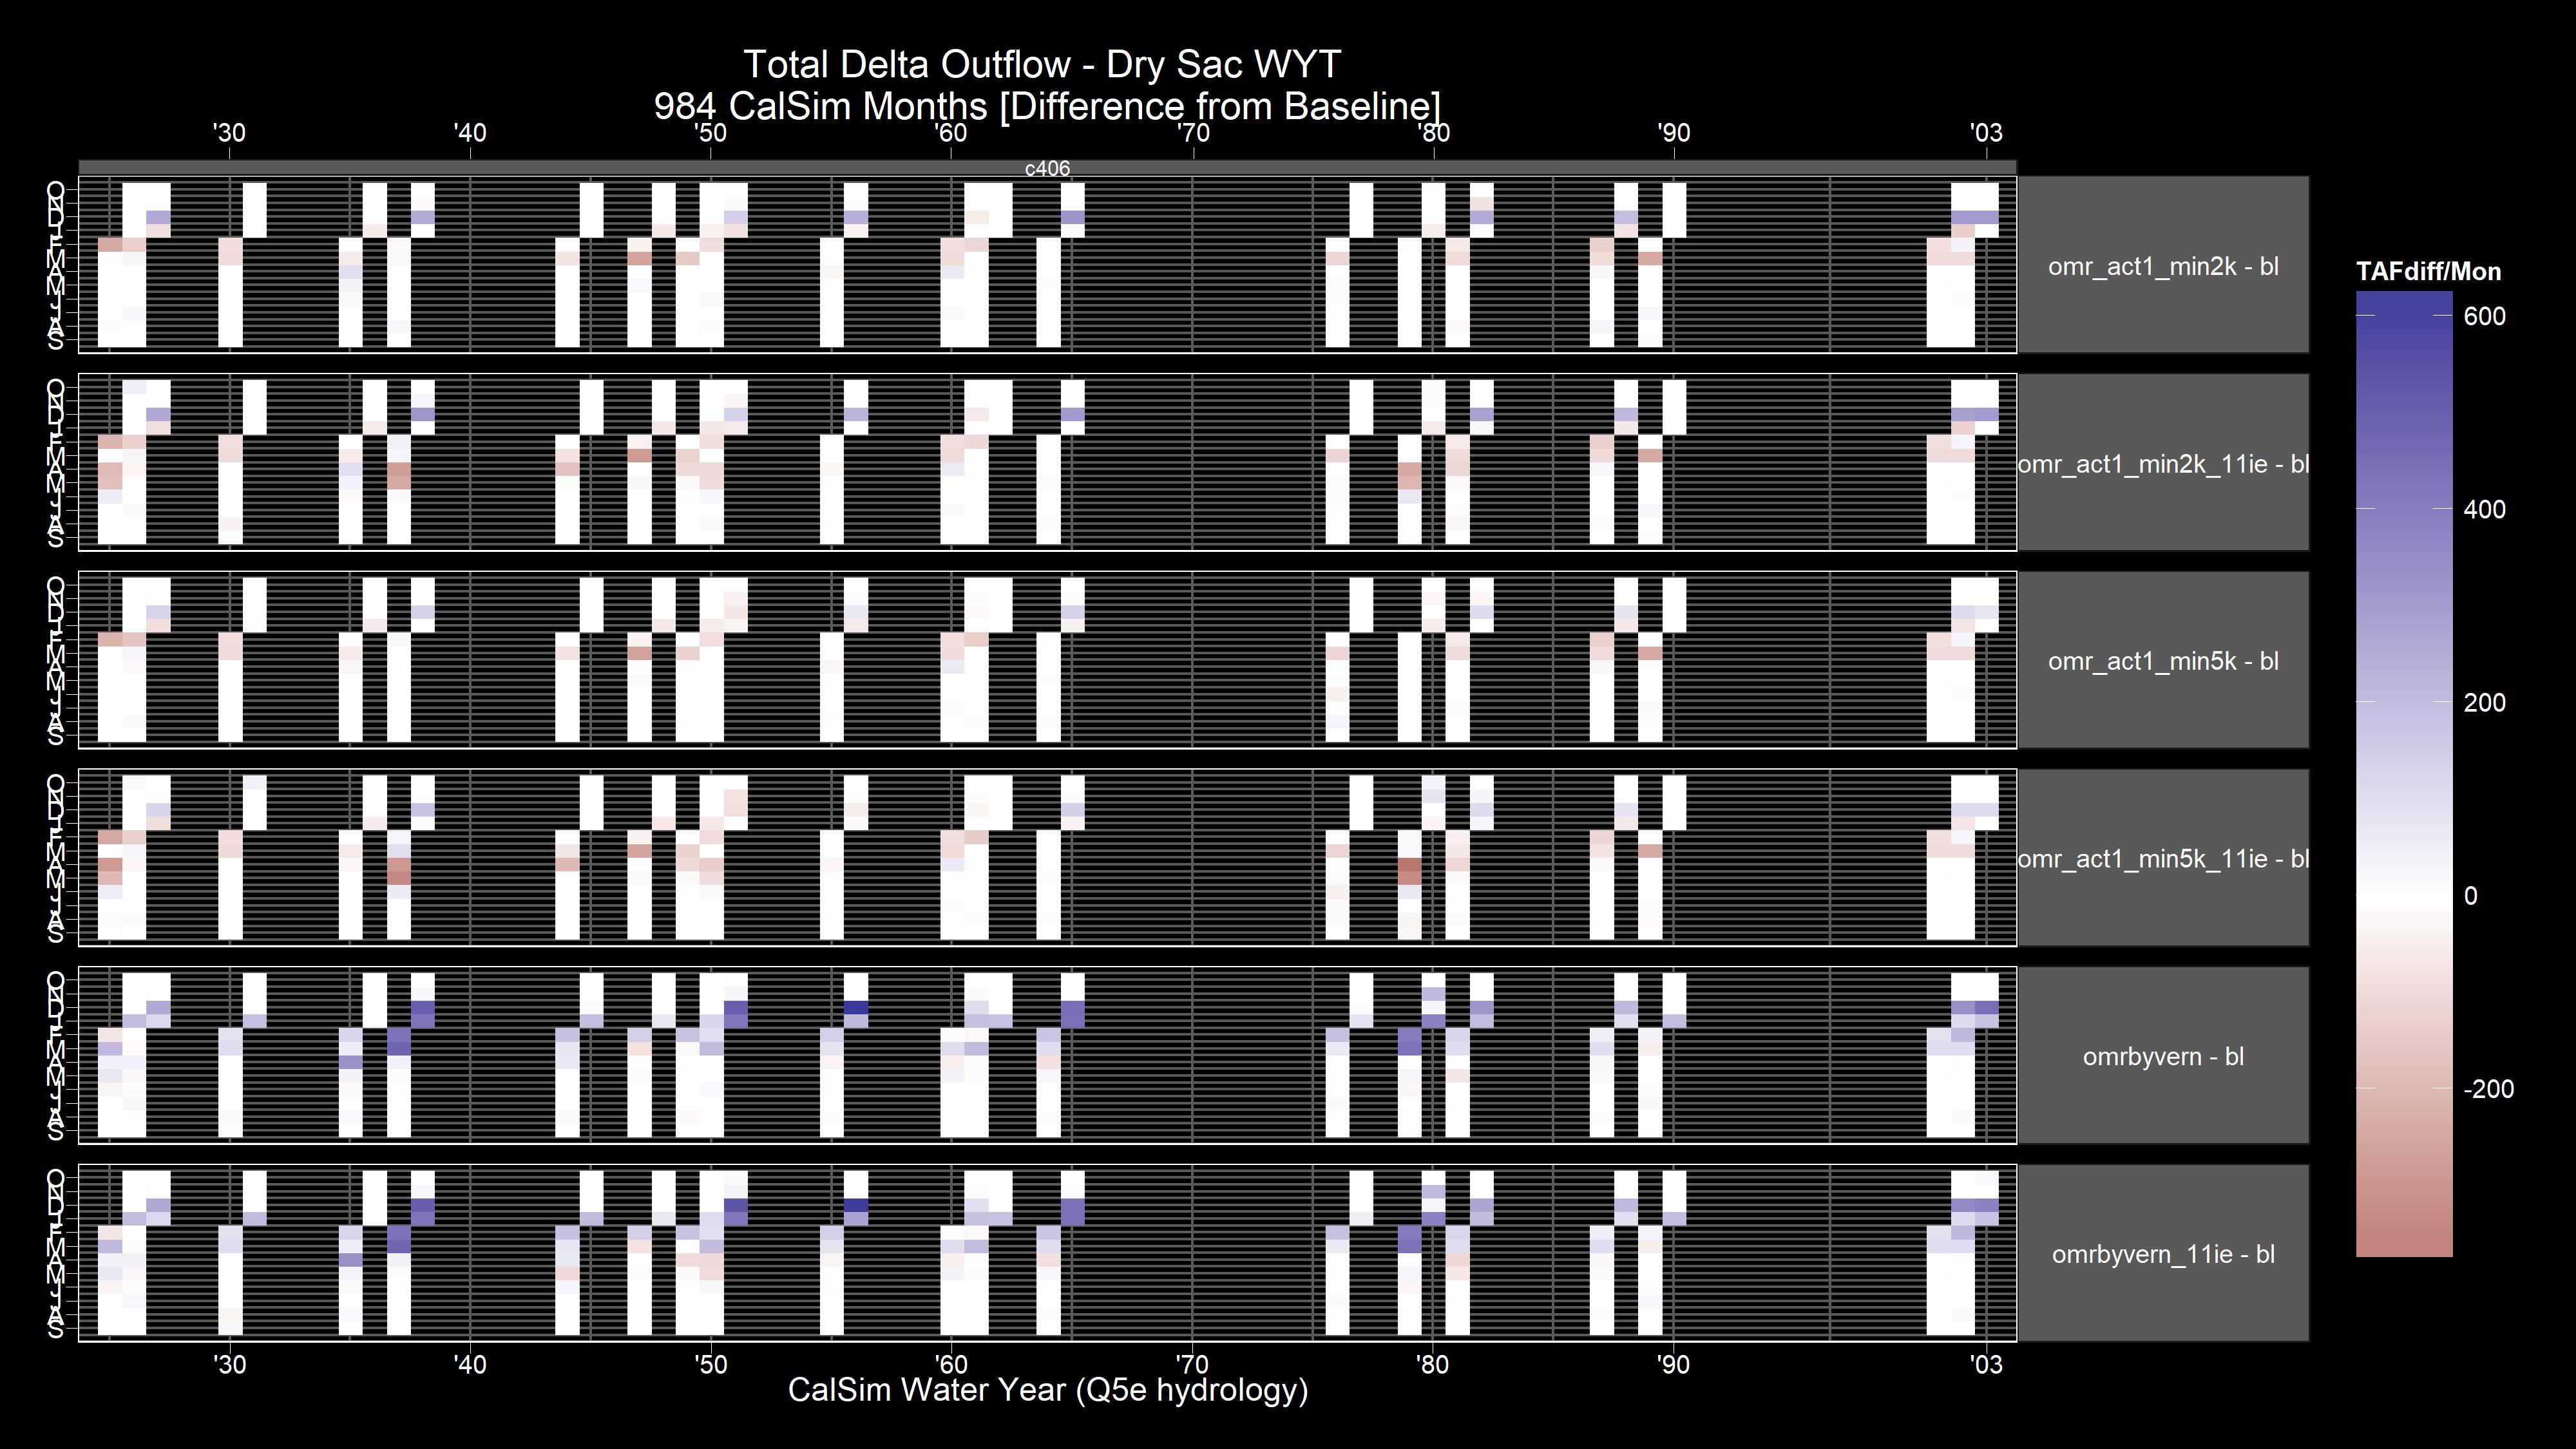 Total Delta Outflow - Dry Sac WYT
984 CalSim Months [Difference from Baseline]
'30 '40 '50 '60 '70 '80 '90 '03
c406
O
N
D
J
F
M
A
M
J
J
A
S
omr_act1_min2k - bl
O
N
D
J
F
M
A
M
J
J
A
S
omr_act1_min2k_11ie - bl
O
N
D
J
F
M
A
M
J
J
A
S
omr_act1_min5k - bl
O
N
D
J
F
M
A
M
J
J
A
S
omr_act1_min5k_11ie - bl
O
N
D
J
F
M
A
M
J
J
A
S
omrbyvern - bl
O
N
D
J
F
M
A
M
J
J
A
S
omrbyvern_11ie - bl
'30 '40 '50 '60 '70 '80 '90 '03
CalSim Water Year (Q5e hydrology)
TAFdiff/Mon
600
400
200
0
-200